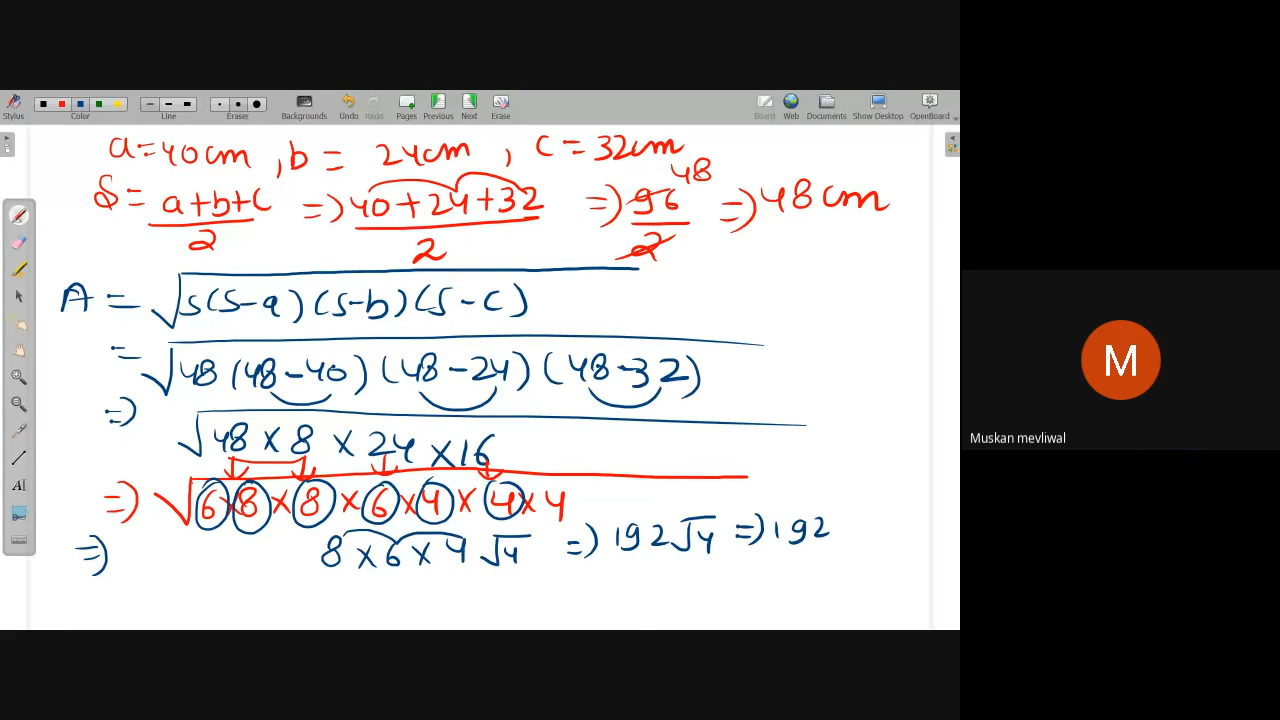 Stylus Color Line Eraser Backgrounds Undo Redo Pages Previous Next Erase Board Web Documents Show Desktop OpenBoard
a=40cm, b= 24cm, c=32cm
S= a+b+c/2 => 40+24+32/2 => 96/2 48 => 48cm
A = √s(s-a)(s-b)(s-c)
= √48(48-40)(48-24)(48-32)
=> √48×8×24×16
=> √6×8×8×6×4×4×4
=> 8×6×4√4 => 192√4 => 192
M
Muskan mevliwal